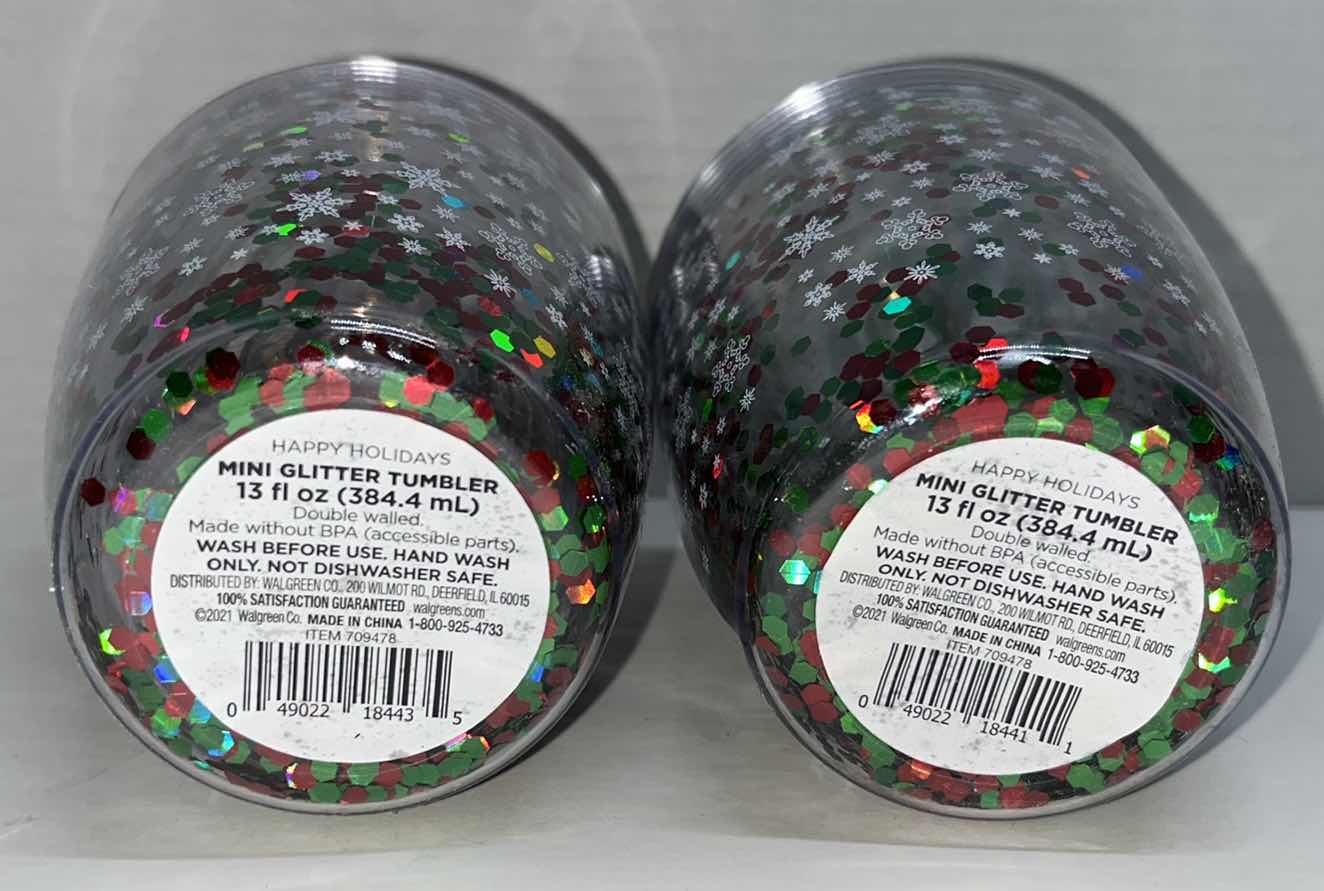 HAPPY HOLIDAYS
MINI GLITTER TUMBLER
13 fl oz (384.4 mL)
Double walled.
Made without BPA (accessible parts).
WASH BEFORE USE. HAND WASH
ONLY. NOT DISHWASHER SAFE.
DISTRIBUTED BY: WALGREEN CO., 200 WILMOT RD., DEERFIELD, IL 60015
100% SATISFACTION GUARANTEED walgreens.com
©2021 Walgreen Co. MADE IN CHINA 1-800-925-4733
ITEM 709478
0 49022 18443 5
HAPPY HOLIDAYS
MINI GLITTER TUMBLER
13 fl oz (384.4 mL)
Double walled.
Made without BPA (accessible parts).
WASH BEFORE USE. HAND WASH
ONLY. NOT DISHWASHER SAFE.
DISTRIBUTED BY: WALGREEN CO., 200 WILMOT RD., DEERFIELD, IL 60015
100% SATISFACTION GUARANTEED walgreens.com
©2021 Walgreen Co. MADE IN CHINA 1-800-925-4733
ITEM 709478
0 49022 18441 1